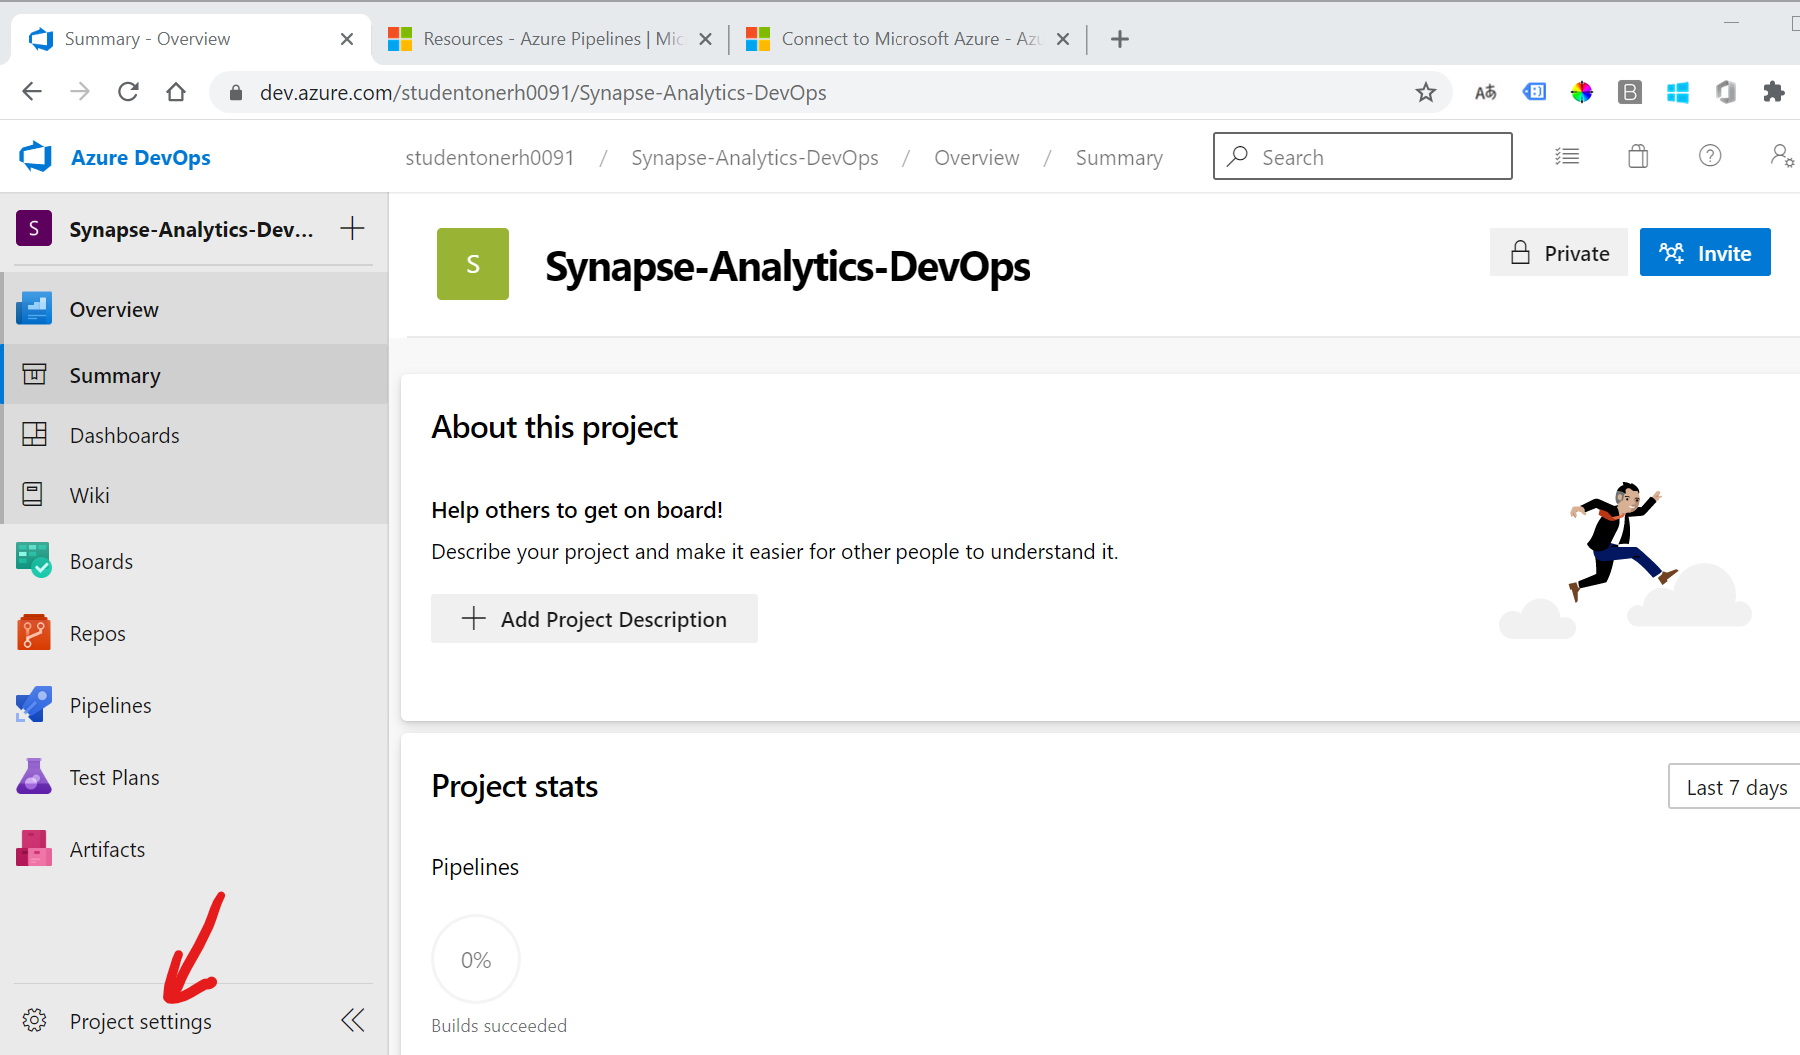 Summary - Overview
Resources - Azure Pipelines | Mic
Connect to Microsoft Azure - Azu
dev.azure.com/studentonerh0091/Synapse-Analytics-DevOps
Aあ
B
Azure DevOps
studentonerh0091 / Synapse-Analytics-DevOps / Overview / Summary
Search
S
Synapse-Analytics-Dev...
Overview
Summary
Dashboards
Wiki
Boards
Repos
Pipelines
Test Plans
Artifacts
Project settings
S
Synapse-Analytics-DevOps
Private
Invite
About this project
Help others to get on board!
Describe your project and make it easier for other people to understand it.
Add Project Description
Project stats
Last 7 days
Pipelines
0%
Builds succeeded